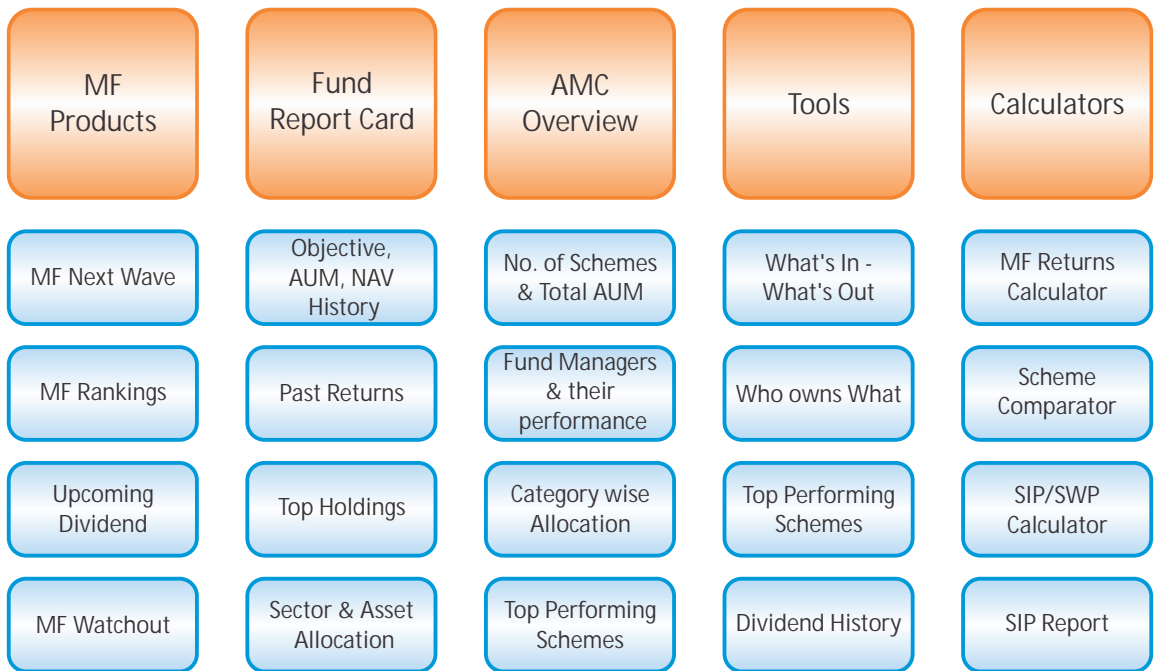 MF
Products
Fund
Report Card
AMC
Overview
Tools
Calculators
MF Next Wave
Objective,
AUM, NAV
History
No. of Schemes
& Total AUM
What's In -
What's Out
MF Returns
Calculator
MF Rankings
Past Returns
Fund Managers
& their
performance
Who owns What
Scheme
Comparator
Upcoming
Dividend
Top Holdings
Category wise
Allocation
Top Performing
Schemes
SIP/SWP
Calculator
MF Watchout
Sector & Asset
Allocation
Top Performing
Schemes
Dividend History
SIP Report